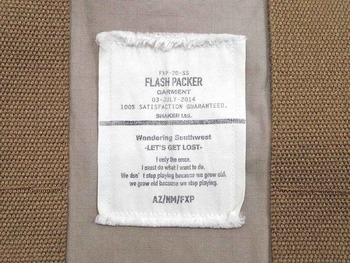 FXP-20-SS
FLASH PACKER
GARMENT
03-JULY-2014
100% SATISFACTION GUARANTEED.
SHAKER Ltd.
Wondering Southwest
-LET'S GET LOST-
I only live once.
I must do what I want to do.
We don't stop playing because we grow old,
we grow old because we stop playing.
AZ/NM/FXP